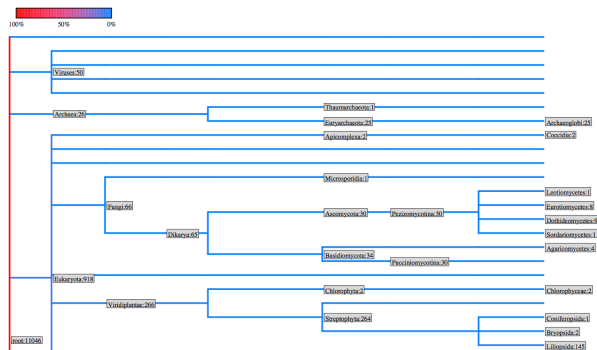 100% 50% 0%
Viruses:50
Thaumarchaeota:1
Archaea:26
Euryarchaeota:25 Archaeoglobi:25
Apicomplexa:2 Coccidia:2
Microsporidia:1
Leotiomycetes:1
Fungi:66 Eurotiomycetes:8
Ascomycota:30 Pezizomycotina:30
Dothideomycetes:9
Dikarya:65 Sordariomycetes:1
Agaricomycetes:4
Basidiomycota:34
Pucciniomycotina:30
Eukaryota:918
Chlorophyta:2 Chlorophyceae:2
Viridiplantae:266
Streptophyta:264 Coniferopsida:1
Bryopsida:2
root:11046
Liliopsida:145